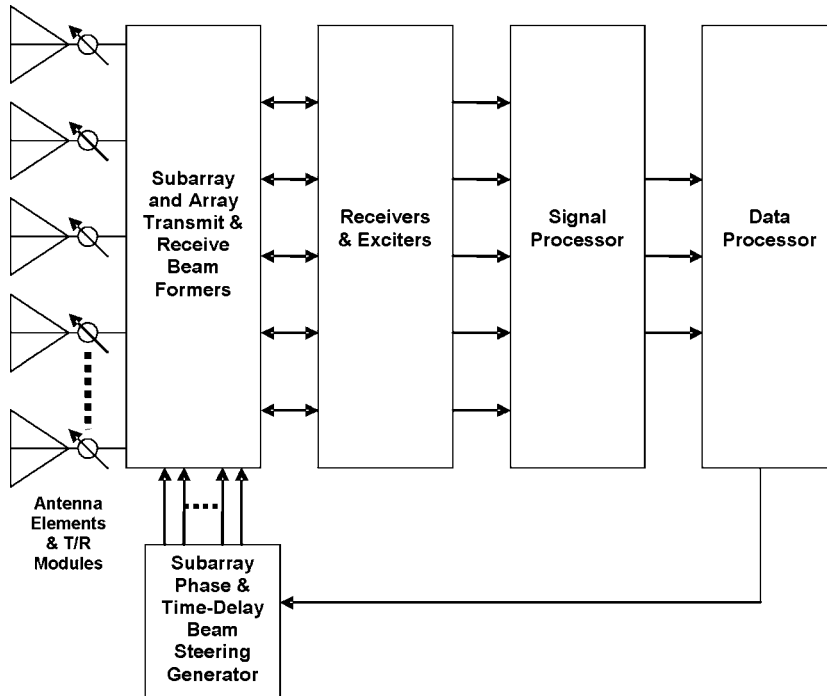 Subarray
and Array
Transmit &
Receive
Beam
Formers
Receivers
& Exciters
Signal
Processor
Data
Processor
Antenna
Elements
& T/R
Modules
Subarray
Phase &
Time-Delay
Beam
Steering
Generator